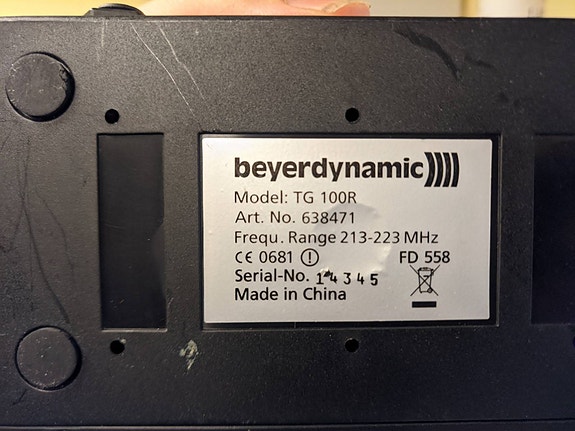 beyerdynamic
Model: TG 100R
Art. No. 638471
Frequ. Range 213-223 MHz
CE 0681 FD 558
Serial-No. 14345
Made in China